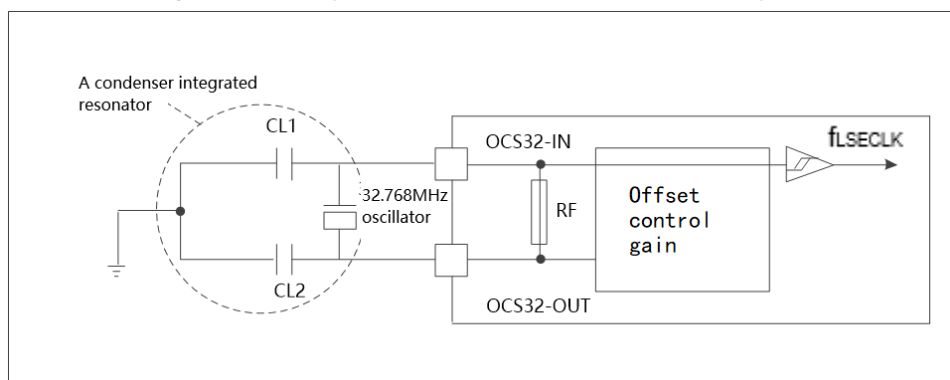 A condenser integrated
resonator
CL1
OCS32-IN
fLSECLK
32.768MHz
oscillator
RF
Offset
control
gain
CL2
OCS32-OUT